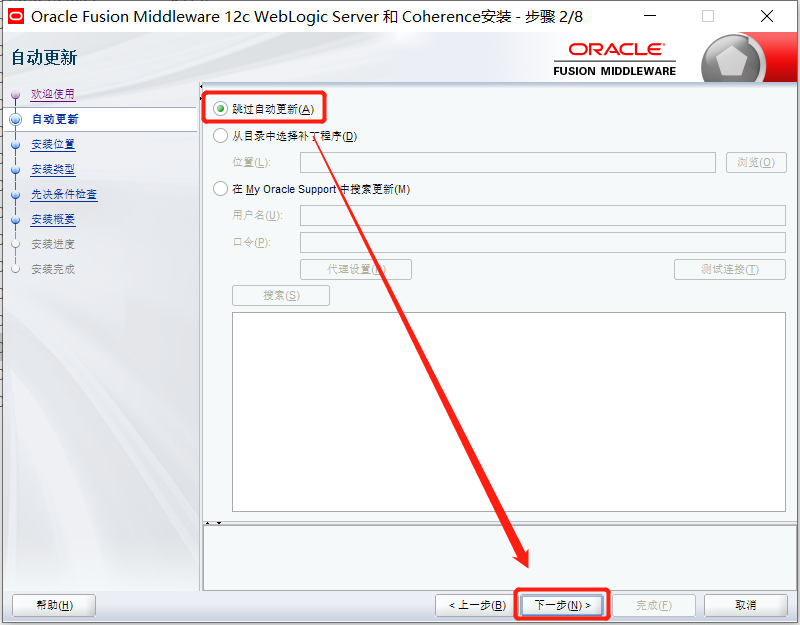 Oracle Fusion Middleware 12c WebLogic Server 和 Coherence安装 - 步骤 2/8
自动更新
ORACLE
FUSION MIDDLEWARE
欢迎使用
自动更新
安装位置
安装类型
先决条件检查
安装概要
安装进度
安装完成
跳过自动更新(A)
从目录中选择补丁程序(D)
位置(L):
浏览(O)
在 My Oracle Support 中搜索更新(M)
用户名(U):
口令(P):
代理设置
测试连接(T)
搜索(S)
帮助(H)
< 上一步(B)
下一步(N) >
完成(F)
取消